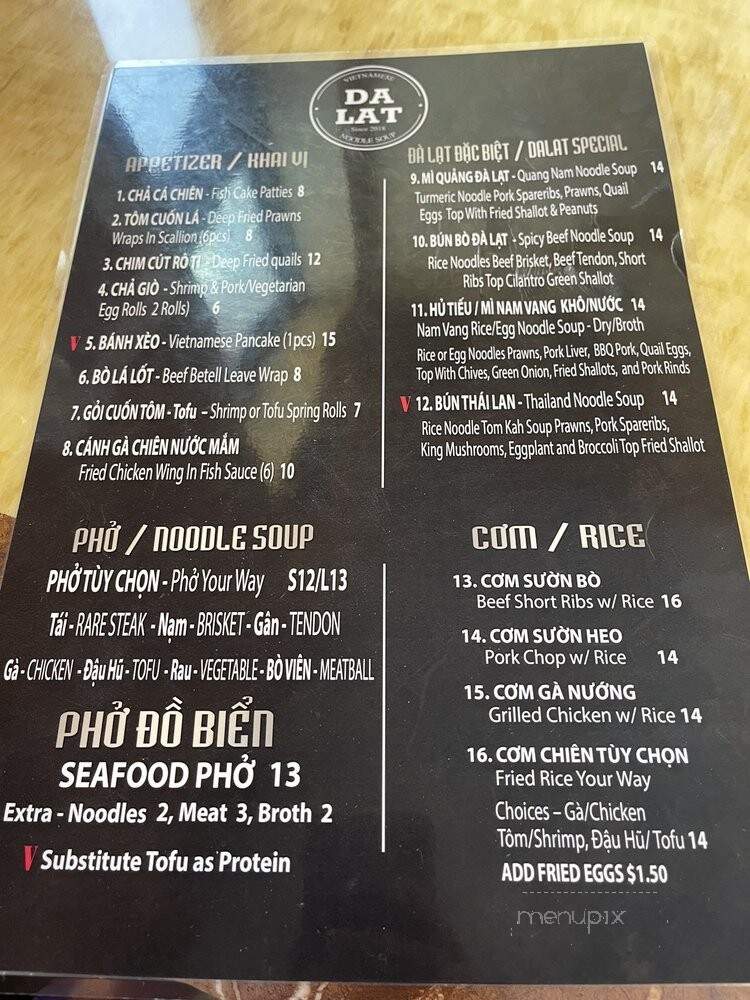 VIETNAMESE
DA
LAT
Since 2018
NOODLE SOUP
APPETIZER / KHAI VỊ
1. CHẢ CÁ CHIÊN - Fish Cake Patties 8
2. TÔM CUỐN LÁ - Deep Fried Prawns
Wraps In Scallion (6pcs) 8
3. CHIM CÚT RÔ TI - Deep Fried quails 12
4. CHẢ GIÒ - Shrimp & Pork/Vegetarian
Egg Rolls 2 Rolls) 6
V 5. BÁNH XÈO - Vietnamese Pancake (1pcs) 15
6. BÒ LÁ LỐT - Beef Betell Leave Wrap 8
7. GỎI CUỐN TÔM - Tofu - Shrimp or Tofu Spring Rolls 7
8. CÁNH GÀ CHIÊN NƯỚC MẮM
Fried Chicken Wing In Fish Sauce (6) 10
ĐÀ LẠT ĐẶC BIỆT / DALAT SPECIAL
9. MÌ QUẢNG ĐÀ LẠT - Quang Nam Noodle Soup 14
Turmeric Noodle Pork Spareribs, Prawns, Quail
Eggs Top With Fried Shallot & Peanuts
10. BÚN BÒ ĐÀ LẠT - Spicy Beef Noodle Soup 14
Rice Noodles Beef Brisket, Beef Tendon, Short
Ribs Top Cilantro Green Shallot
11. HỦ TIẾU / MÌ NAM VANG KHÔ/NƯỚC 14
Nam Vang Rice/Egg Noodle Soup - Dry/Broth
Rice or Egg Noodles Prawns, Pork Liver, BBQ Pork, Quail Eggs,
Top With Chives, Green Onion, Fried Shallots, and Pork Rinds
V 12. BÚN THÁI LAN - Thailand Noodle Soup 14
Rice Noodle Tom Kah Soup Prawns, Pork Spareribs,
King Mushrooms, Eggplant and Broccoli Top Fried Shallot
PHỞ / NOODLE SOUP
PHỞ TÙY CHỌN - Phở Your Way S12/L13
Tái - RARE STEAK - Nạm - BRISKET - Gân - TENDON
Gà - CHICKEN - Đậu Hũ - TOFU - Rau - VEGETABLE - BÒ VIÊN - MEATBALL
PHỞ ĐỒ BIỂN
SEAFOOD PHỞ 13
Extra - Noodles 2, Meat 3, Broth 2
V Substitute Tofu as Protein
CƠM / RICE
13. CƠM SƯỜN BÒ
Beef Short Ribs w/ Rice 16
14. CƠM SƯỜN HEO
Pork Chop w/ Rice 14
15. CƠM GÀ NƯỚNG
Grilled Chicken w/ Rice 14
16. CƠM CHIÊN TÙY CHỌN
Fried Rice Your Way
Choices – Gà/Chicken
Tôm/Shrimp, Đậu Hũ/ Tofu 14
ADD FRIED EGGS $1.50
menupix